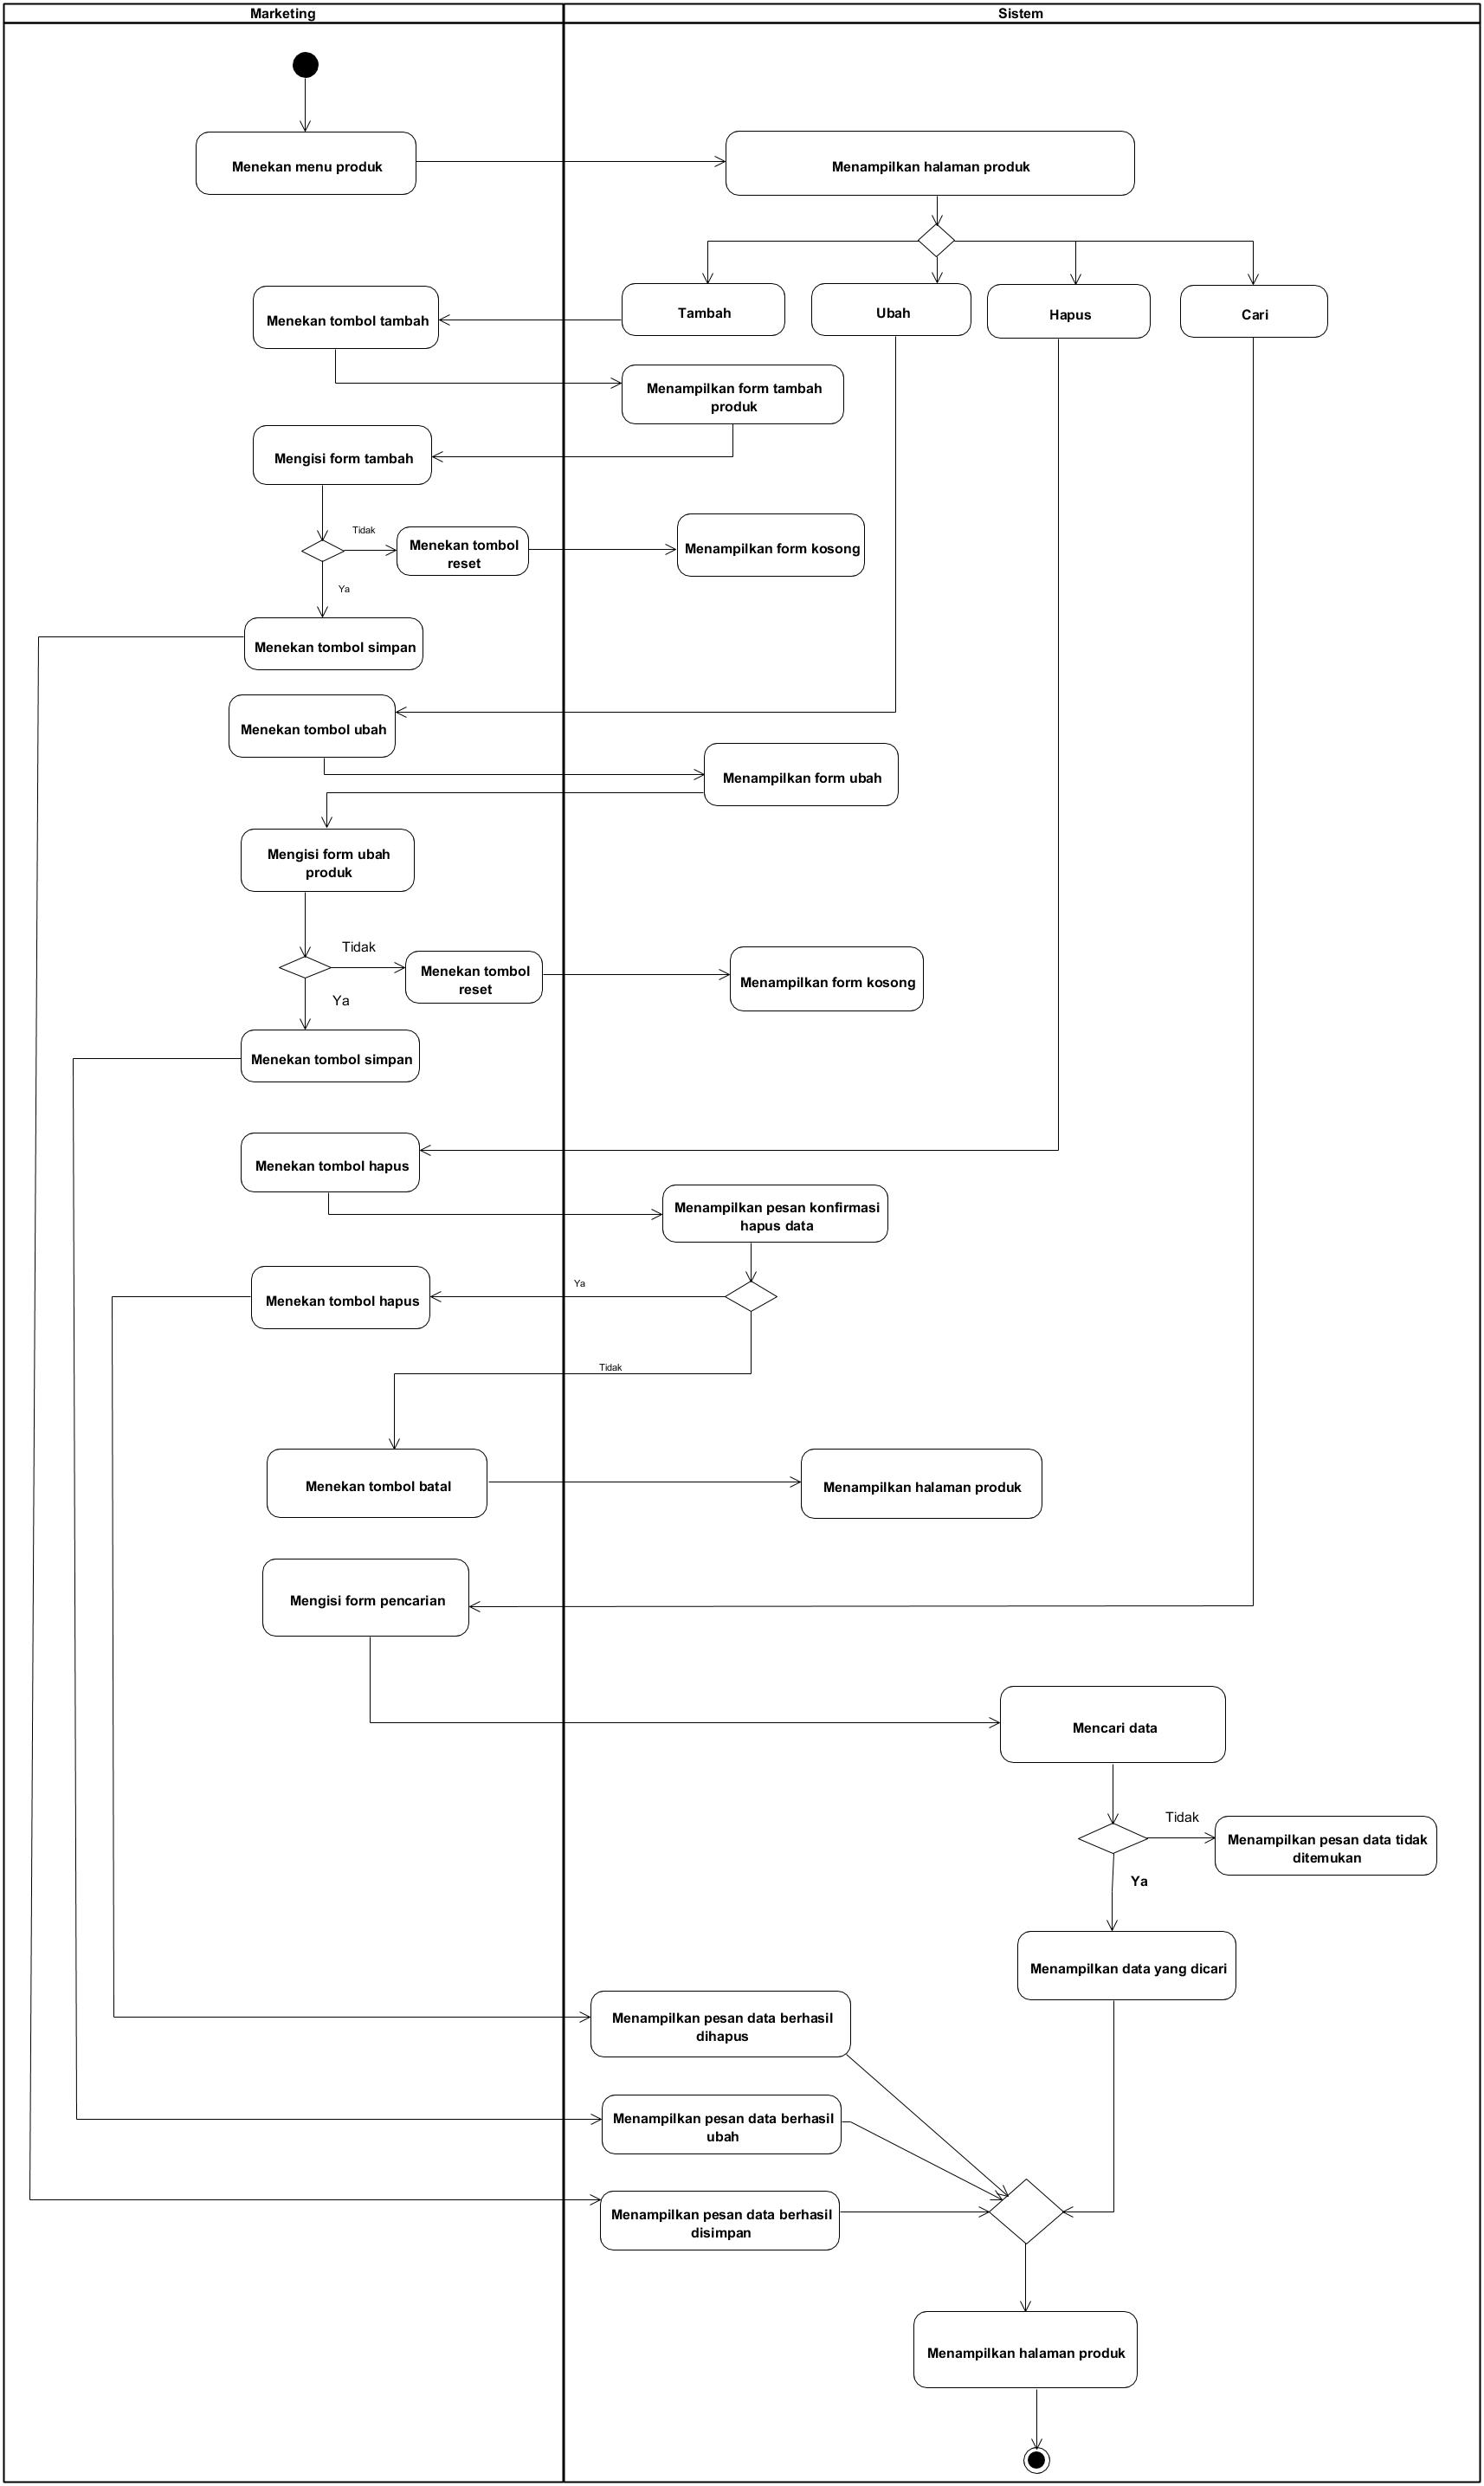 Marketing
Sistem
Menekan menu produk
Menampilkan halaman produk
Tambah
Ubah
Hapus
Cari
Menekan tombol tambah
Menampilkan form tambah
produk
Mengisi form tambah
Tidak
Menekan tombol
reset
Menampilkan form kosong
Ya
Menekan tombol simpan
Menekan tombol ubah
Menampilkan form ubah
Mengisi form ubah
produk
Tidak
Menekan tombol
reset
Menampilkan form kosong
Ya
Menekan tombol simpan
Menekan tombol hapus
Menampilkan pesan konfirmasi
hapus data
Ya
Menekan tombol hapus
Tidak
Menekan tombol batal
Menampilkan halaman produk
Mengisi form pencarian
Mencari data
Tidak
Menampilkan pesan data tidak
ditemukan
Ya
Menampilkan data yang dicari
Menampilkan pesan data berhasil
dihapus
Menampilkan pesan data berhasil
ubah
Menampilkan pesan data berhasil
disimpan
Menampilkan halaman produk